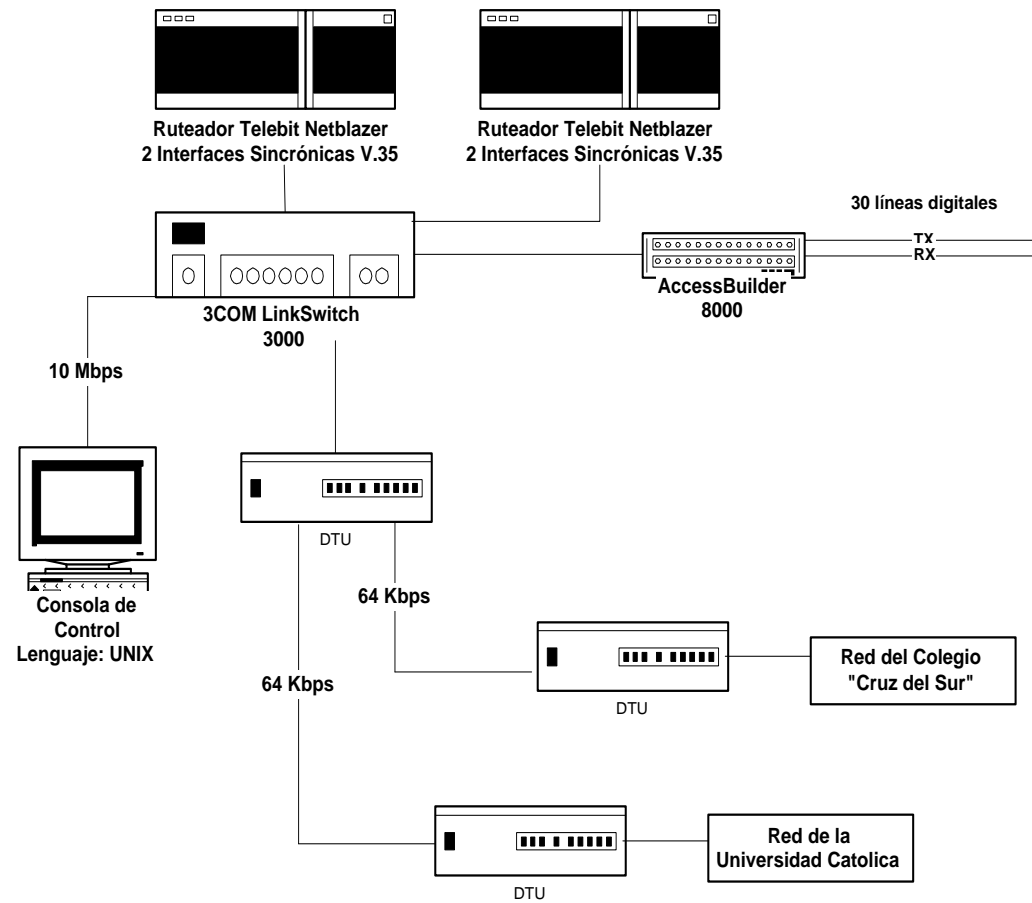 Ruteador Telebit Netblazer
2 Interfaces Sincrónicas V.35
Ruteador Telebit Netblazer
2 Interfaces Sincrónicas V.35
30 líneas digitales
TX
RX
AccessBuilder
8000
3COM LinkSwitch
3000
10 Mbps
DTU
Consola de
Control
Lenguaje: UNIX
64 Kbps
64 Kbps
DTU
Red del Colegio
"Cruz del Sur"
DTU
Red de la
Universidad Catolica